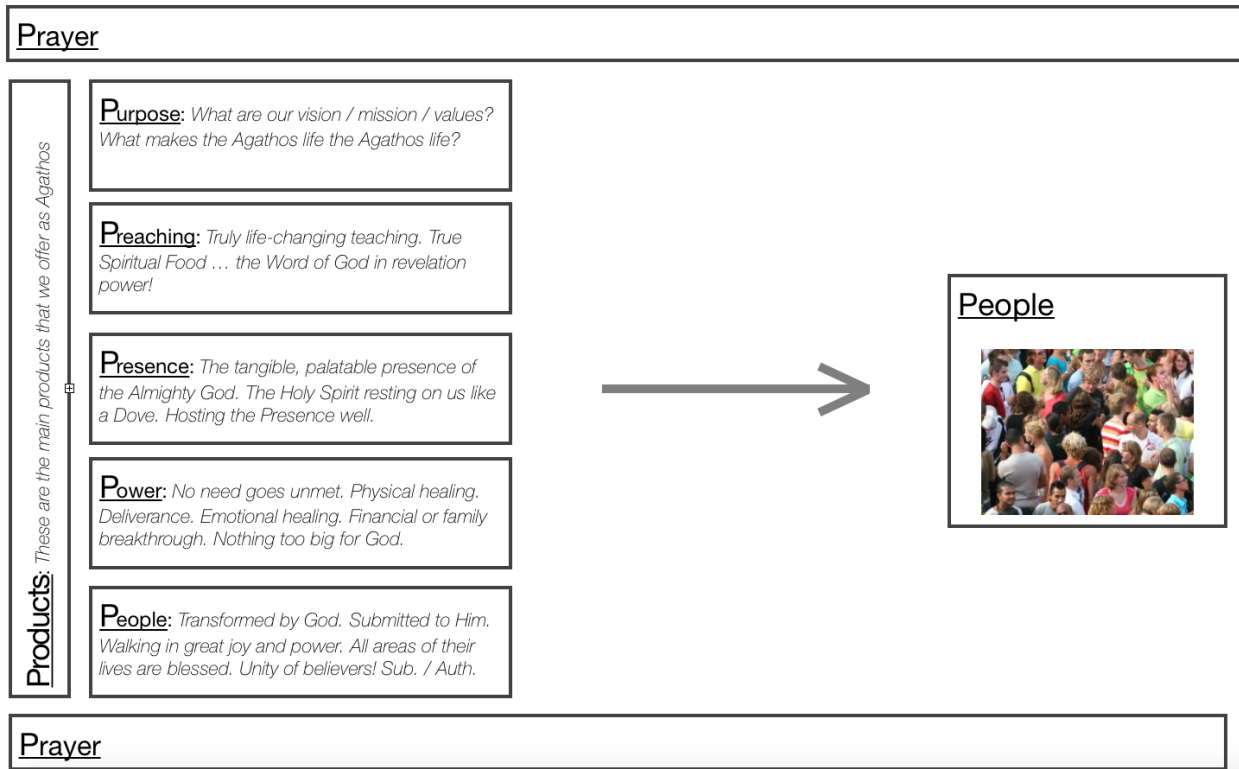 Prayer
Products: These are the main products that we offer as Agathos
Purpose: What are our vision / mission / values?
What makes the Agathos life the Agathos life?
Preaching: Truly life-changing teaching. True
Spiritual Food … the Word of God in revelation
power!
Presence: The tangible, palatable presence of
the Almighty God. The Holy Spirit resting on us like
a Dove. Hosting the Presence well.
Power: No need goes unmet. Physical healing.
Deliverance. Emotional healing. Financial or family
breakthrough. Nothing too big for God.
People: Transformed by God. Submitted to Him.
Walking in great joy and power. All areas of their
lives are blessed. Unity of believers! Sub. / Auth.
People
Prayer